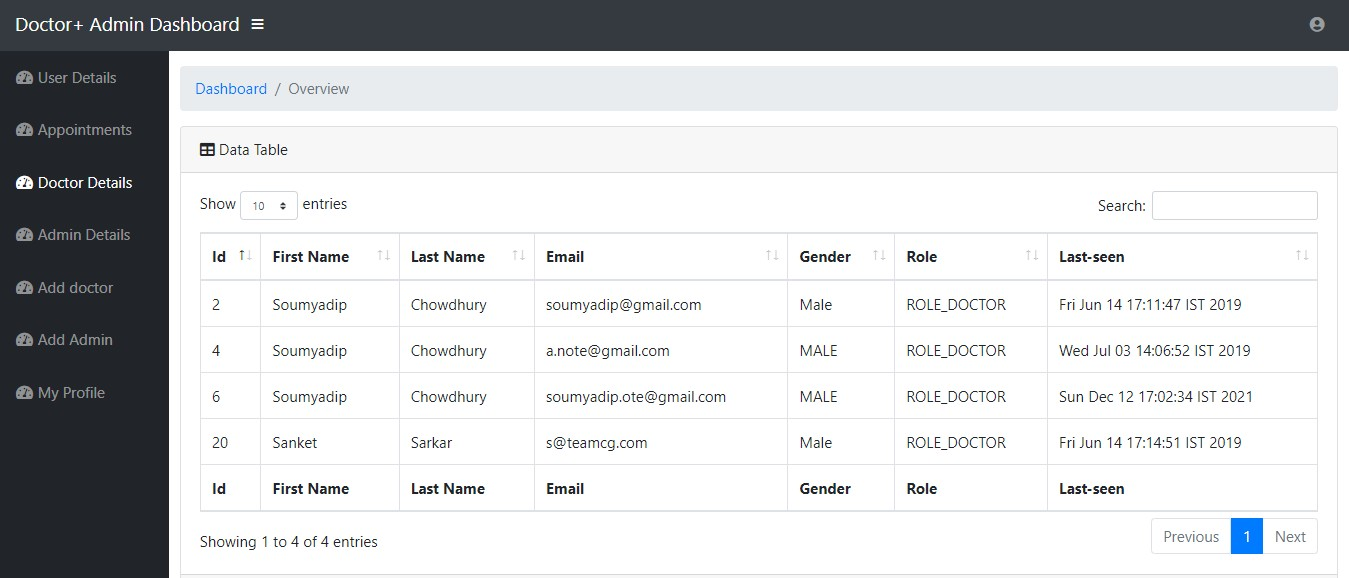 Doctor+ Admin Dashboard
User Details
Appointments
Doctor Details
Admin Details
Add doctor
Add Admin
My Profile
Dashboard / Overview
Data Table
Show 10 entries Search:
Id First Name Last Name Email Gender Role Last-seen
2 Soumyadip Chowdhury soumyadip@gmail.com Male ROLE_DOCTOR Fri Jun 14 17:11:47 IST 2019
4 Soumyadip Chowdhury a.note@gmail.com MALE ROLE_DOCTOR Wed Jul 03 14:06:52 IST 2019
6 Soumyadip Chowdhury soumyadip.ote@gmail.com MALE ROLE_DOCTOR Sun Dec 12 17:02:34 IST 2021
20 Sanket Sarkar s@teamcg.com Male ROLE_DOCTOR Fri Jun 14 17:14:51 IST 2019
Id First Name Last Name Email Gender Role Last-seen
Showing 1 to 4 of 4 entries Previous 1 Next